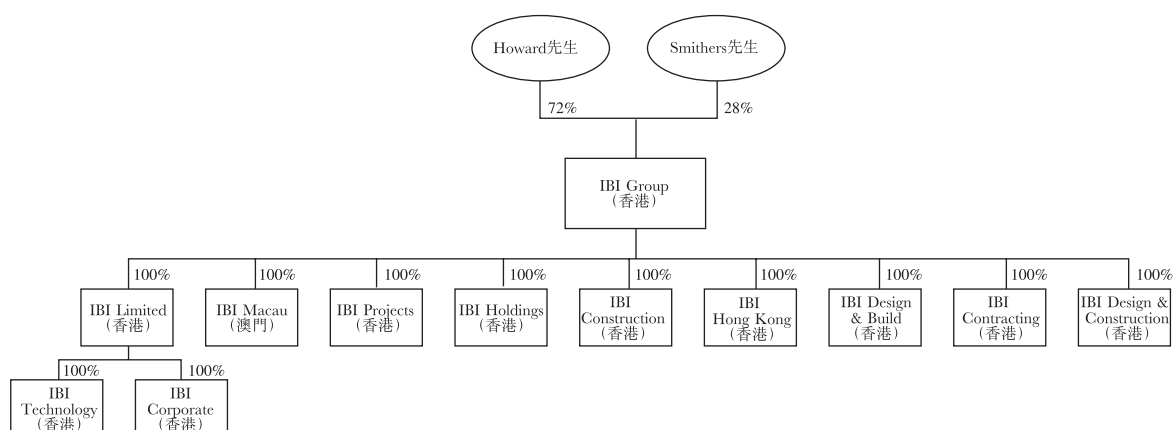 Howard先生
Smithers先生
72%
28%
IBI Group
(香港)
100%
100%
100%
100%
100%
100%
100%
100%
100%
IBI Limited
(香港)
IBI Macau
(澳門)
IBI Projects
(香港)
IBI Holdings
(香港)
IBI
Construction
(香港)
IBI
Hong Kong
(香港)
IBI Design
& Build
(香港)
IBI
Contracting
(香港)
IBI Design &
Construction
(香港)
100%
100%
IBI
Technology
(香港)
IBI
Corporate
(香港)